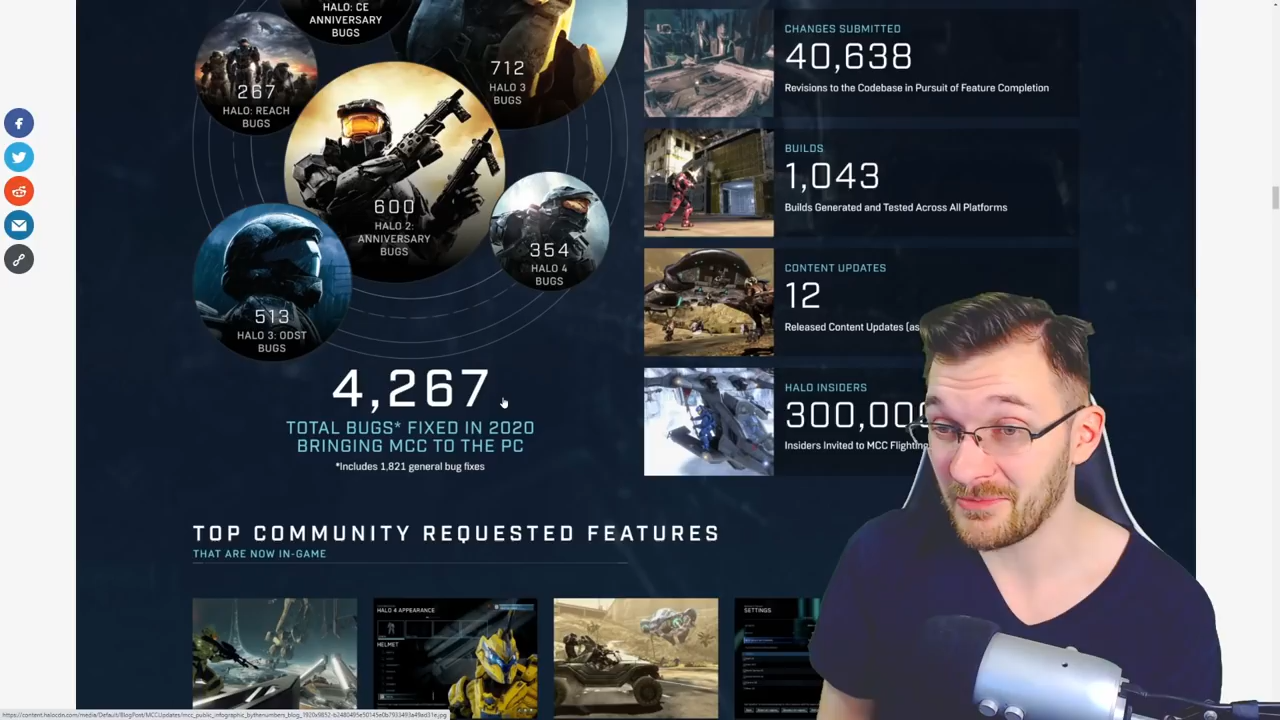 HALO: CE
ANNIVERSARY
BUGS
267
HALO: REACH
BUGS
712
HALO 3
BUGS
600
HALO 2:
ANNIVERSARY
BUGS
354
HALO 4
BUGS
513
HALO 3: ODST
BUGS
4,267
TOTAL BUGS* FIXED IN 2020
BRINGING MCC TO THE PC
*Includes 1,821 general bug fixes
CHANGES SUBMITTED
40,638
Revisions to the Codebase in Pursuit of Feature Completion
BUILDS
1,043
Builds Generated and Tested Across All Platforms
CONTENT UPDATES
12
Released Content Updates (as
HALO INSIDERS
300,00
Insiders Invited to MCC Flighting
TOP COMMUNITY REQUESTED FEATURES
THAT ARE NOW IN-GAME
HALO 4 APPEARANCE
HELMET
SETTINGS